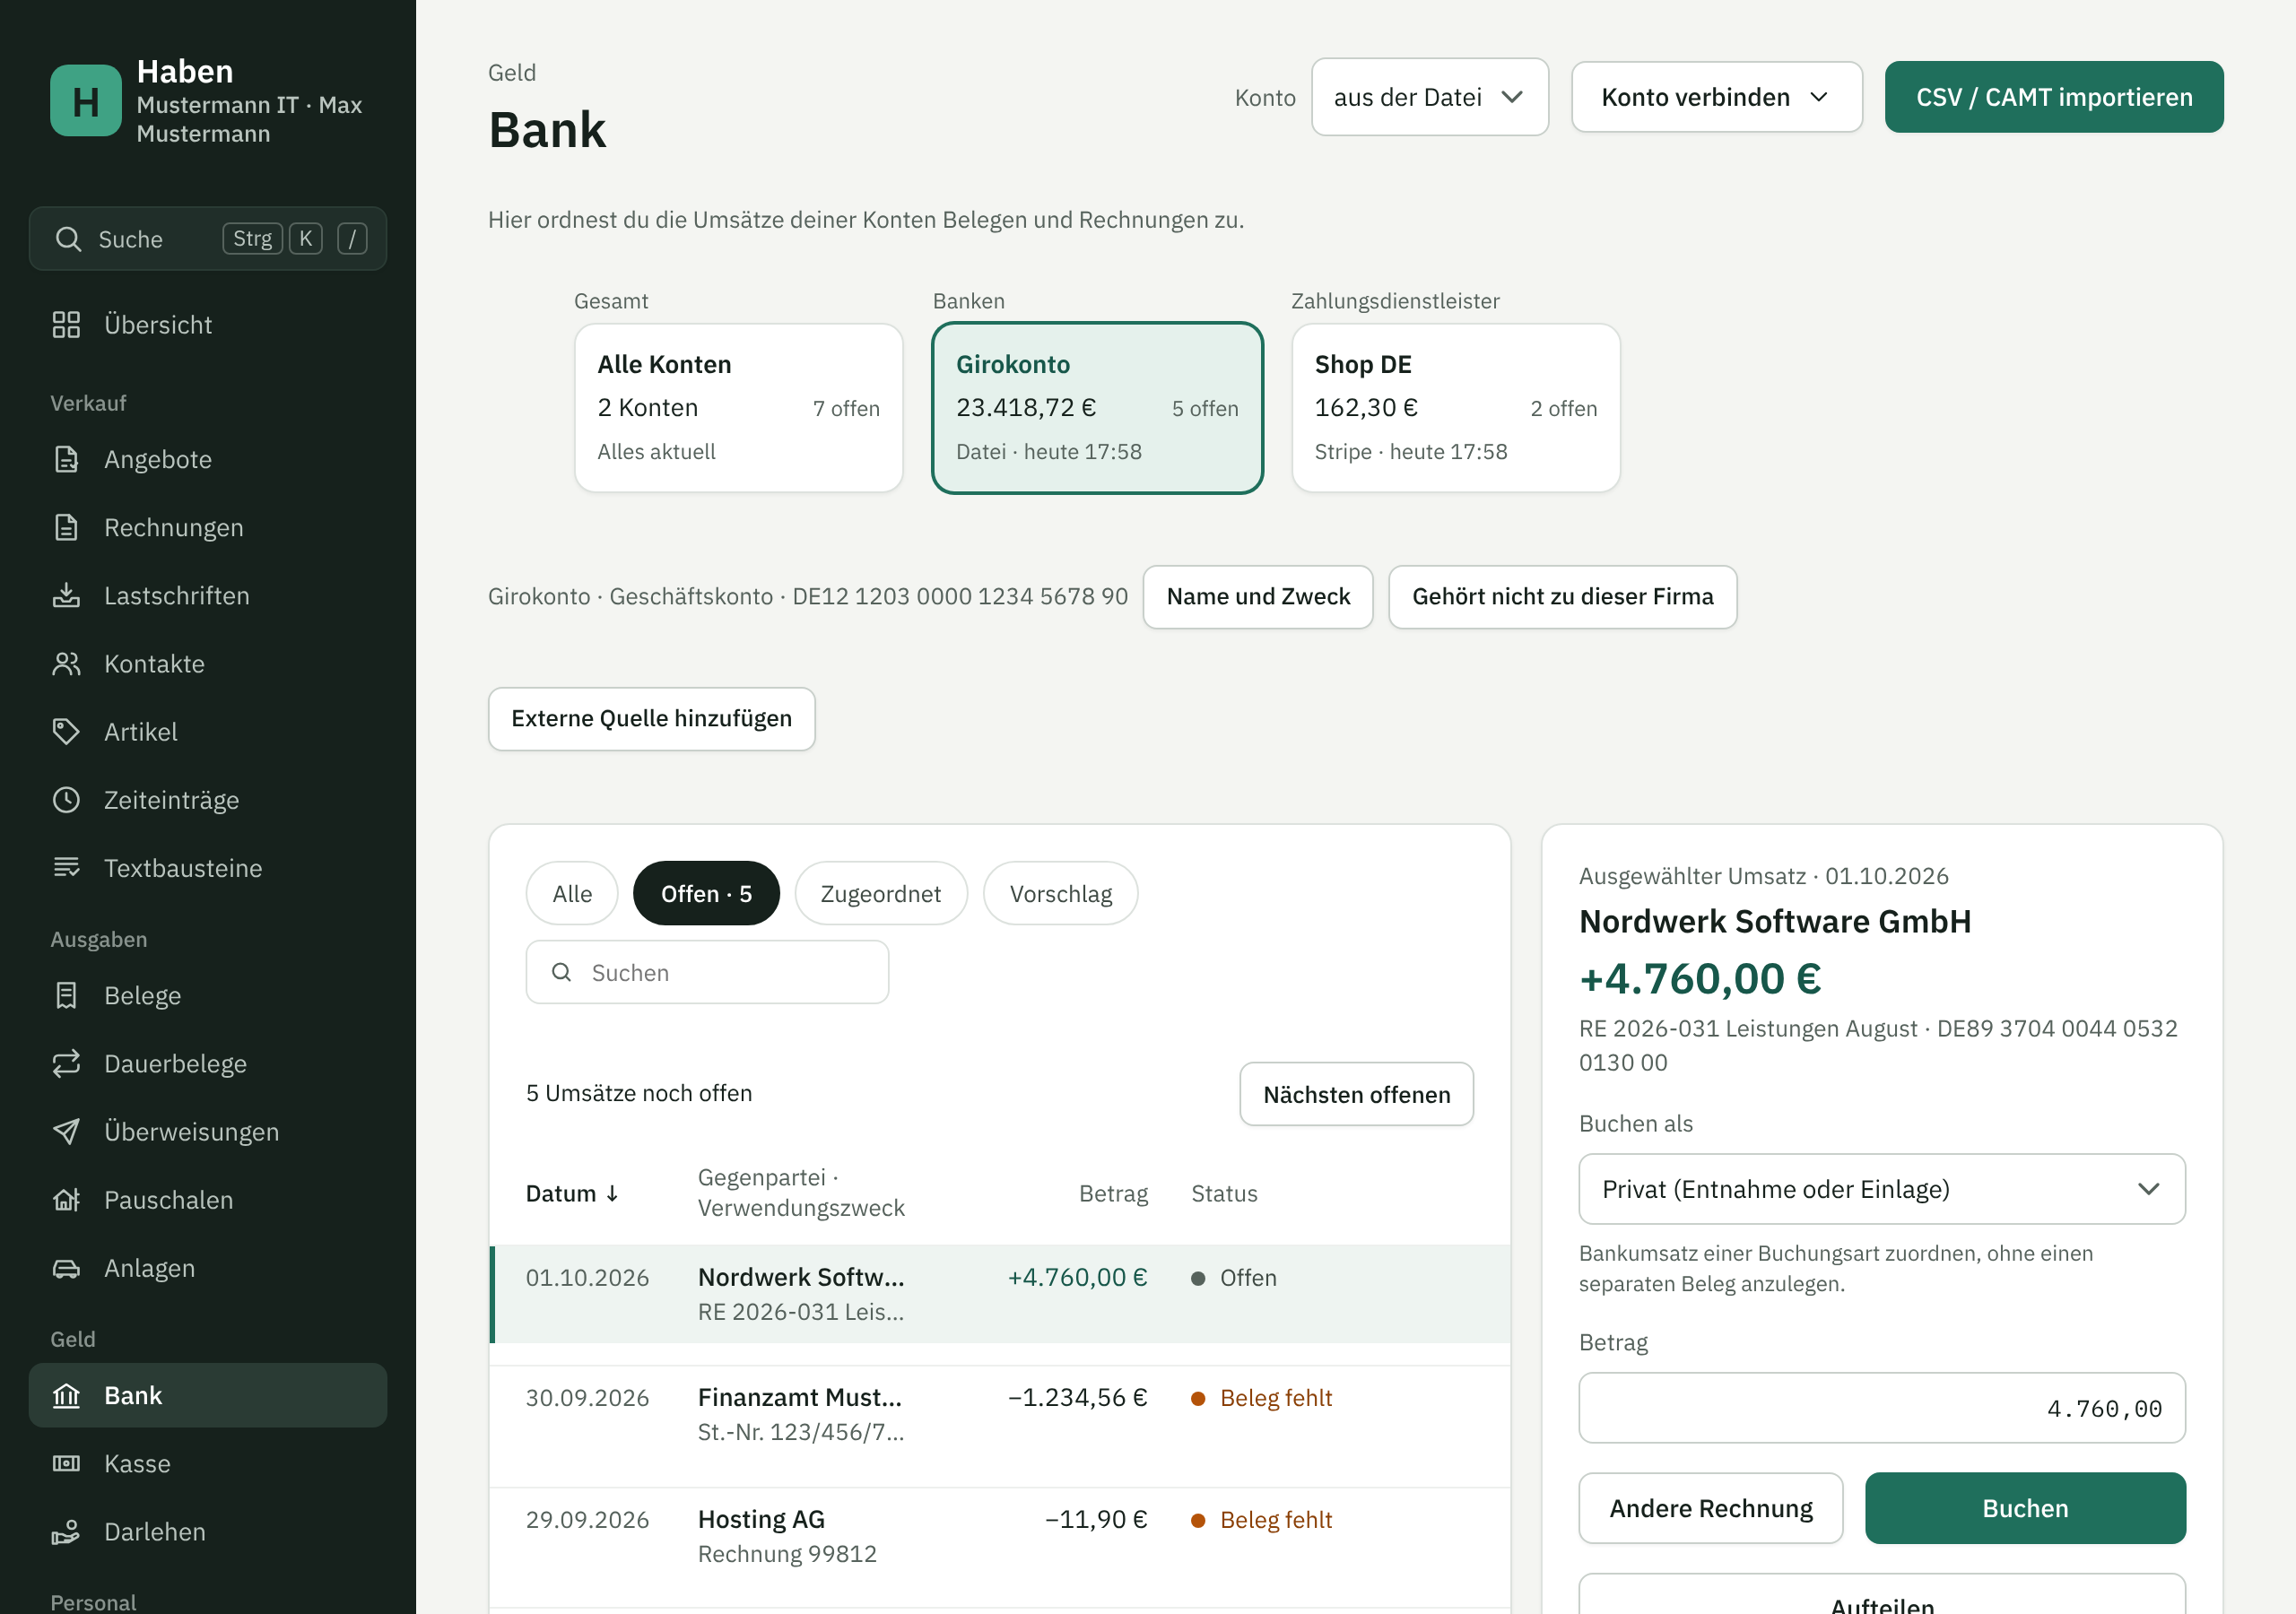 H
Haben
Mustermann IT · Max
Mustermann
Suche
Strg K /
Übersicht
Verkauf
Angebote
Rechnungen
Lastschriften
Kontakte
Artikel
Zeiteinträge
Textbausteine
Ausgaben
Belege
Dauerbelege
Überweisungen
Pauschalen
Anlagen
Geld
Bank
Kasse
Darlehen
Personal
Geld
Bank
Konto
aus der Datei
Konto verbinden
CSV / CAMT importieren
Hier ordnest du die Umsätze deiner Konten Belegen und Rechnungen zu.
Gesamt
Alle Konten
2 Konten 7 offen
Alles aktuell
Banken
Girokonto
23.418,72 € 5 offen
Datei · heute 17:58
Zahlungsdienstleister
Shop DE
162,30 € 2 offen
Stripe · heute 17:58
Girokonto · Geschäftskonto · DE12 1203 0000 1234 5678 90
Name und Zweck
Gehört nicht zu dieser Firma
Externe Quelle hinzufügen
Alle
Offen · 5
Zugeordnet
Vorschlag
Suchen
5 Umsätze noch offen
Nächsten offenen
Datum ↓
Gegenpartei ·
Verwendungszweck
Betrag
Status
01.10.2026 Nordwerk Softw... +4.760,00 € Offen
RE 2026-031 Leis...
30.09.2026 Finanzamt Must... −1.234,56 € Beleg fehlt
St.-Nr. 123/456/7...
29.09.2026 Hosting AG −11,90 € Beleg fehlt
Rechnung 99812
Ausgewählter Umsatz · 01.10.2026
Nordwerk Software GmbH
+4.760,00 €
RE 2026-031 Leistungen August · DE89 3704 0044 0532
0130 00
Buchen als
Privat (Entnahme oder Einlage)
Bankumsatz einer Buchungsart zuordnen, ohne einen
separaten Beleg anzulegen.
Betrag
4.760,00
Andere Rechnung
Buchen
Aufteilen